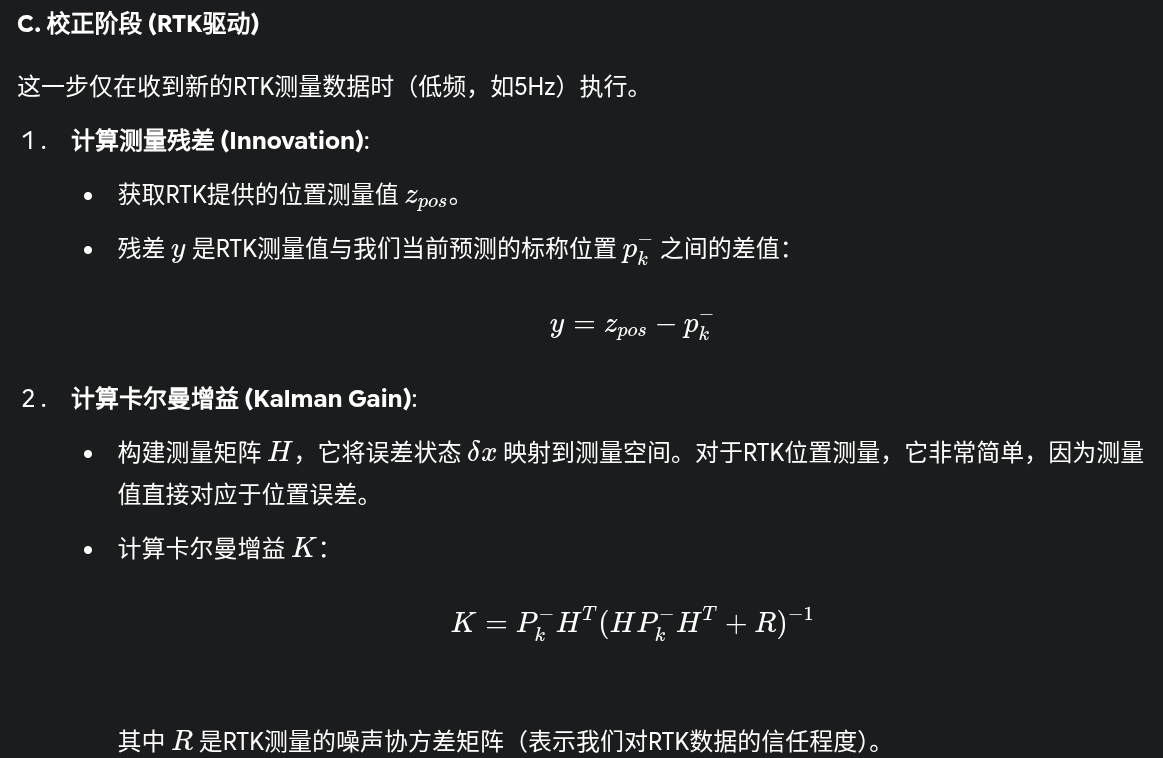 C. 校正阶段 (RTK驱动)
这一步仅在收到新的RTK测量数据时（低频，如5Hz）执行。
1. 计算测量残差 (Innovation):
• 获取RTK提供的位置测量值 $z_{pos}$。
• 残差 $y$ 是RTK测量值与我们当前预测的标称位置 $p_k^-$ 之间的差值：
$y = z_{pos} - p_k^-$
2. 计算卡尔曼增益 (Kalman Gain):
• 构建测量矩阵 $H$，它将误差状态 $\delta x$ 映射到测量空间。对于RTK位置测量，它非常简单，因为测量
值直接对应于位置误差。
• 计算卡尔曼增益 $K$：
$K = P_k^- H^T (H P_k^- H^T + R)^{-1}$
其中 $R$ 是RTK测量的噪声协方差矩阵（表示我们对RTK数据的信任程度）。